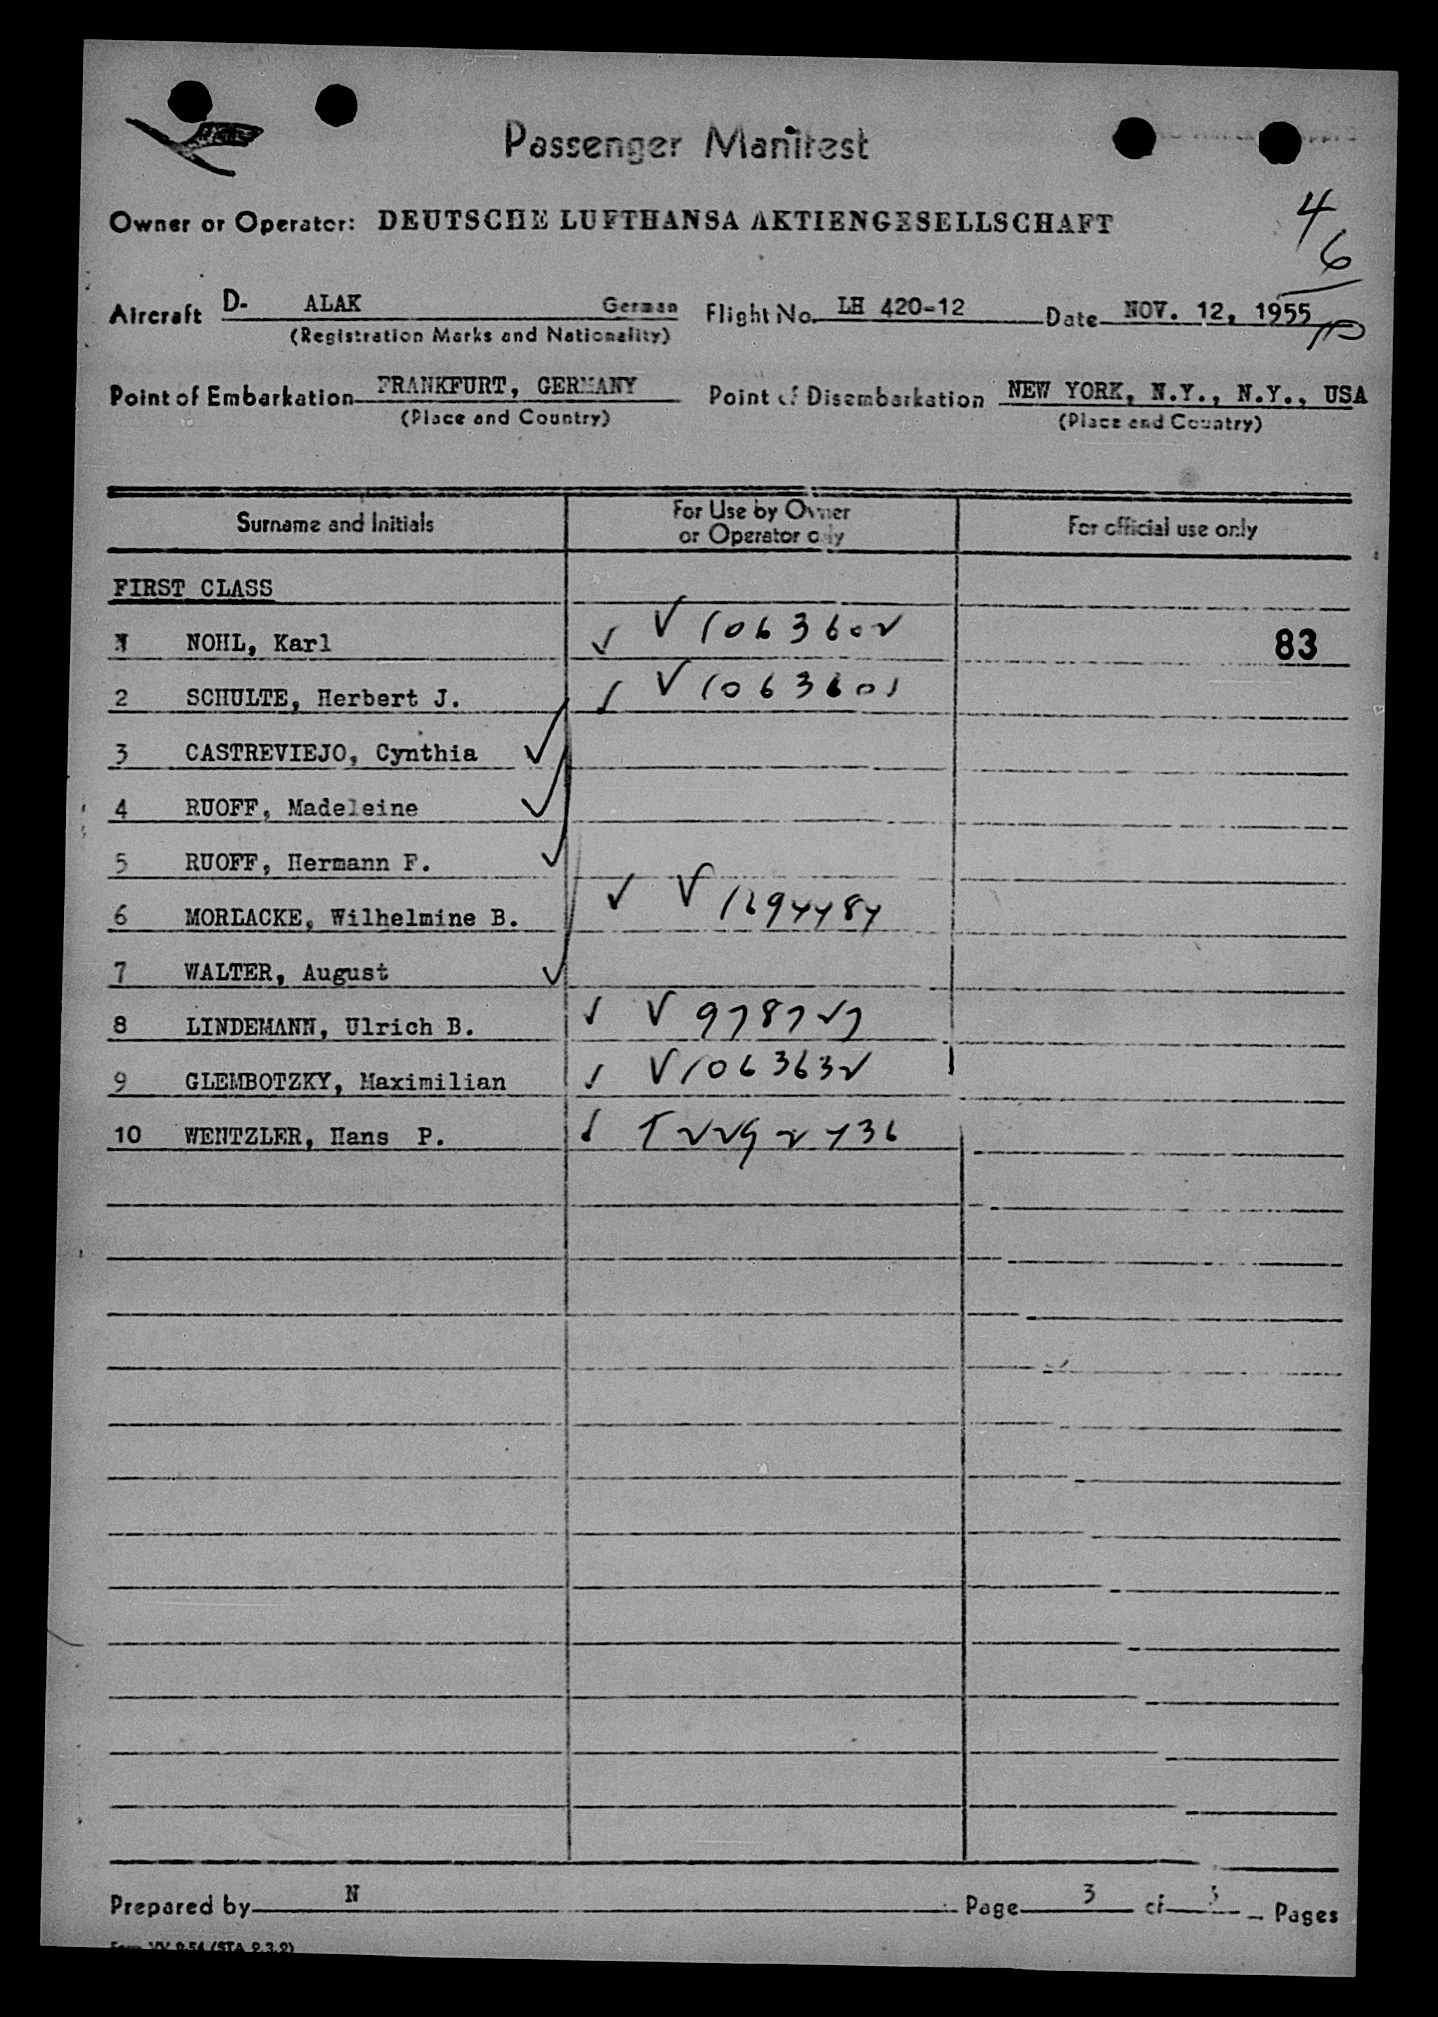 Passenger Manifest
Owner or Operator: DEUTSCHE LUFTHANSA AKTIENGESELLSCHAFT
4
6
Aircraft D- ALAK German Flight No. LH 420-12 Date NOV. 12, 1955
(Registration Marks and Nationality)
Point of Embarkation FRANKFURT, GERMANY Point of Disembarkation NEW YORK, N.Y., N.Y., USA
(Place and Country) (Place and Country)
Surname and Initials For Use by Owner or Operator only For official use only
FIRST CLASS
NOHL, Karl ✓ V 1063602 83
2 SCHULTE, Herbert J. ✓ V 1063601
3 CASTREVIEJO, Cynthia ✓
4 RUOFF, Madeleine ✓
5 RUOFF, Hermann F. ✓
6 MORLACKE, Wilhelmine B. ✓ V
7 WALTER, August ✓
8 LINDEMANN, Ulrich B. ✓ V 978727
9 GLEMBOTZKY, Maximilian ✓ V 1063632
10 WENTZLER, Hans P. ✓
Prepared by N Page 3 of Pages